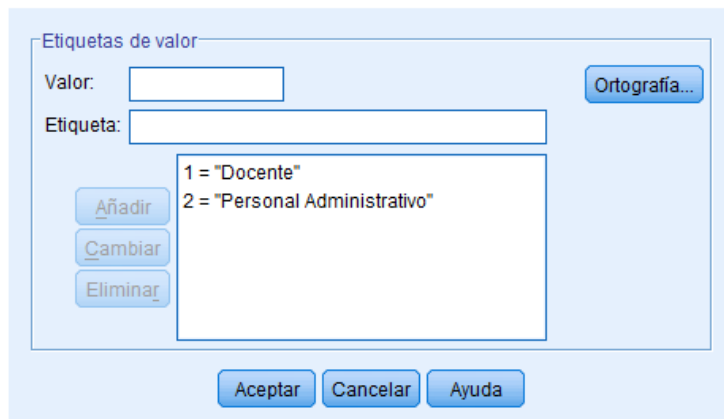 Etiquetas de valor
Valor:
Ortografía...
Etiqueta:
1 = "Docente"
2 = "Personal Administrativo"
Añadir
Cambiar
Eliminar
Aceptar Cancelar Ayuda